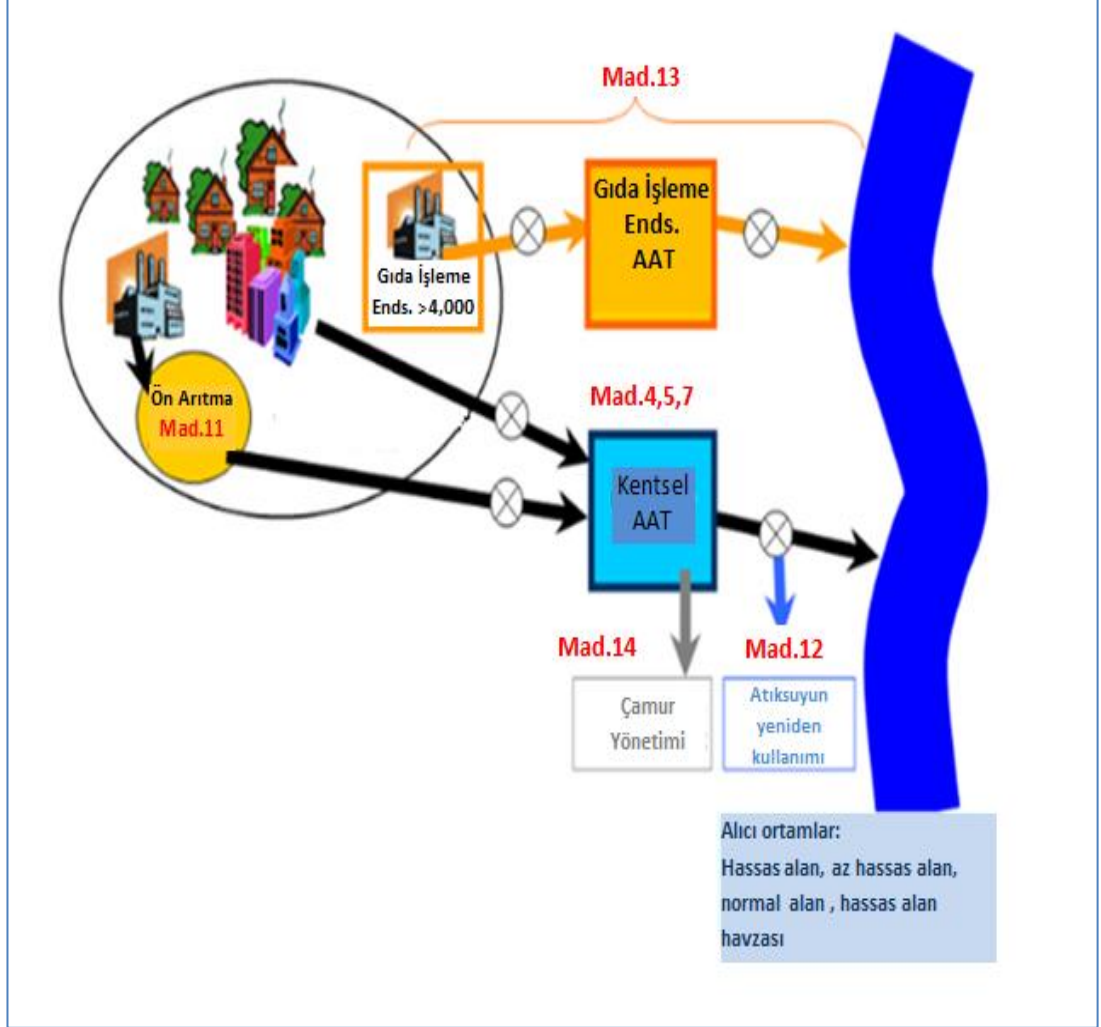 Mad.13
Gıda İşleme
Ends. >4,000
Gıda İşleme
Ends.
AAT
Ön Arıtma
Mad.11
Mad.4,5,7
Kentsel
AAT
Mad.14
Çamur
Yönetimi
Mad.12
Atıksuyun
yeniden
kullanımı
Alıcı ortamlar:
Hassas alan, az hassas alan,
normal alan , hassas alan
havzası